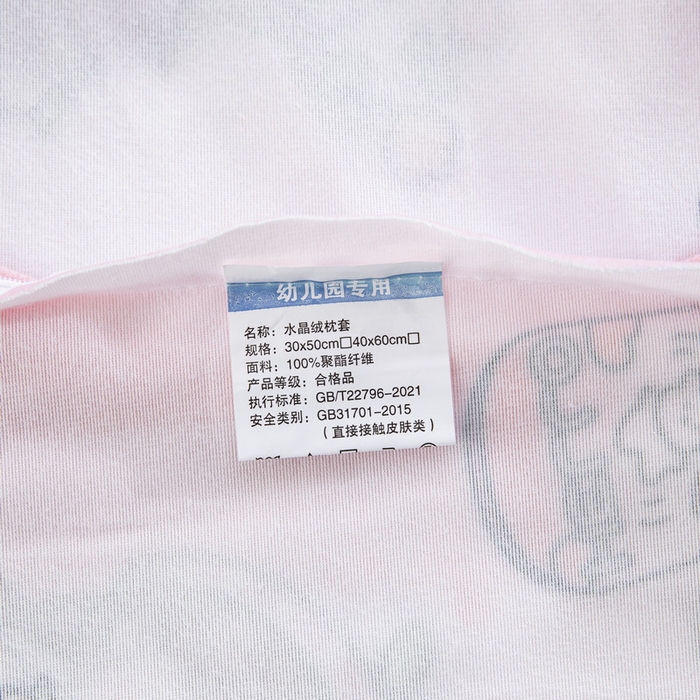 幼儿园专用
名称：水晶绒枕套
规格：30x50cm□40x60cm□
面料：100%聚酯纤维
产品等级：合格品
执行标准：GB/T22796-2021
安全类别：GB31701-2015
（直接接触皮肤类）